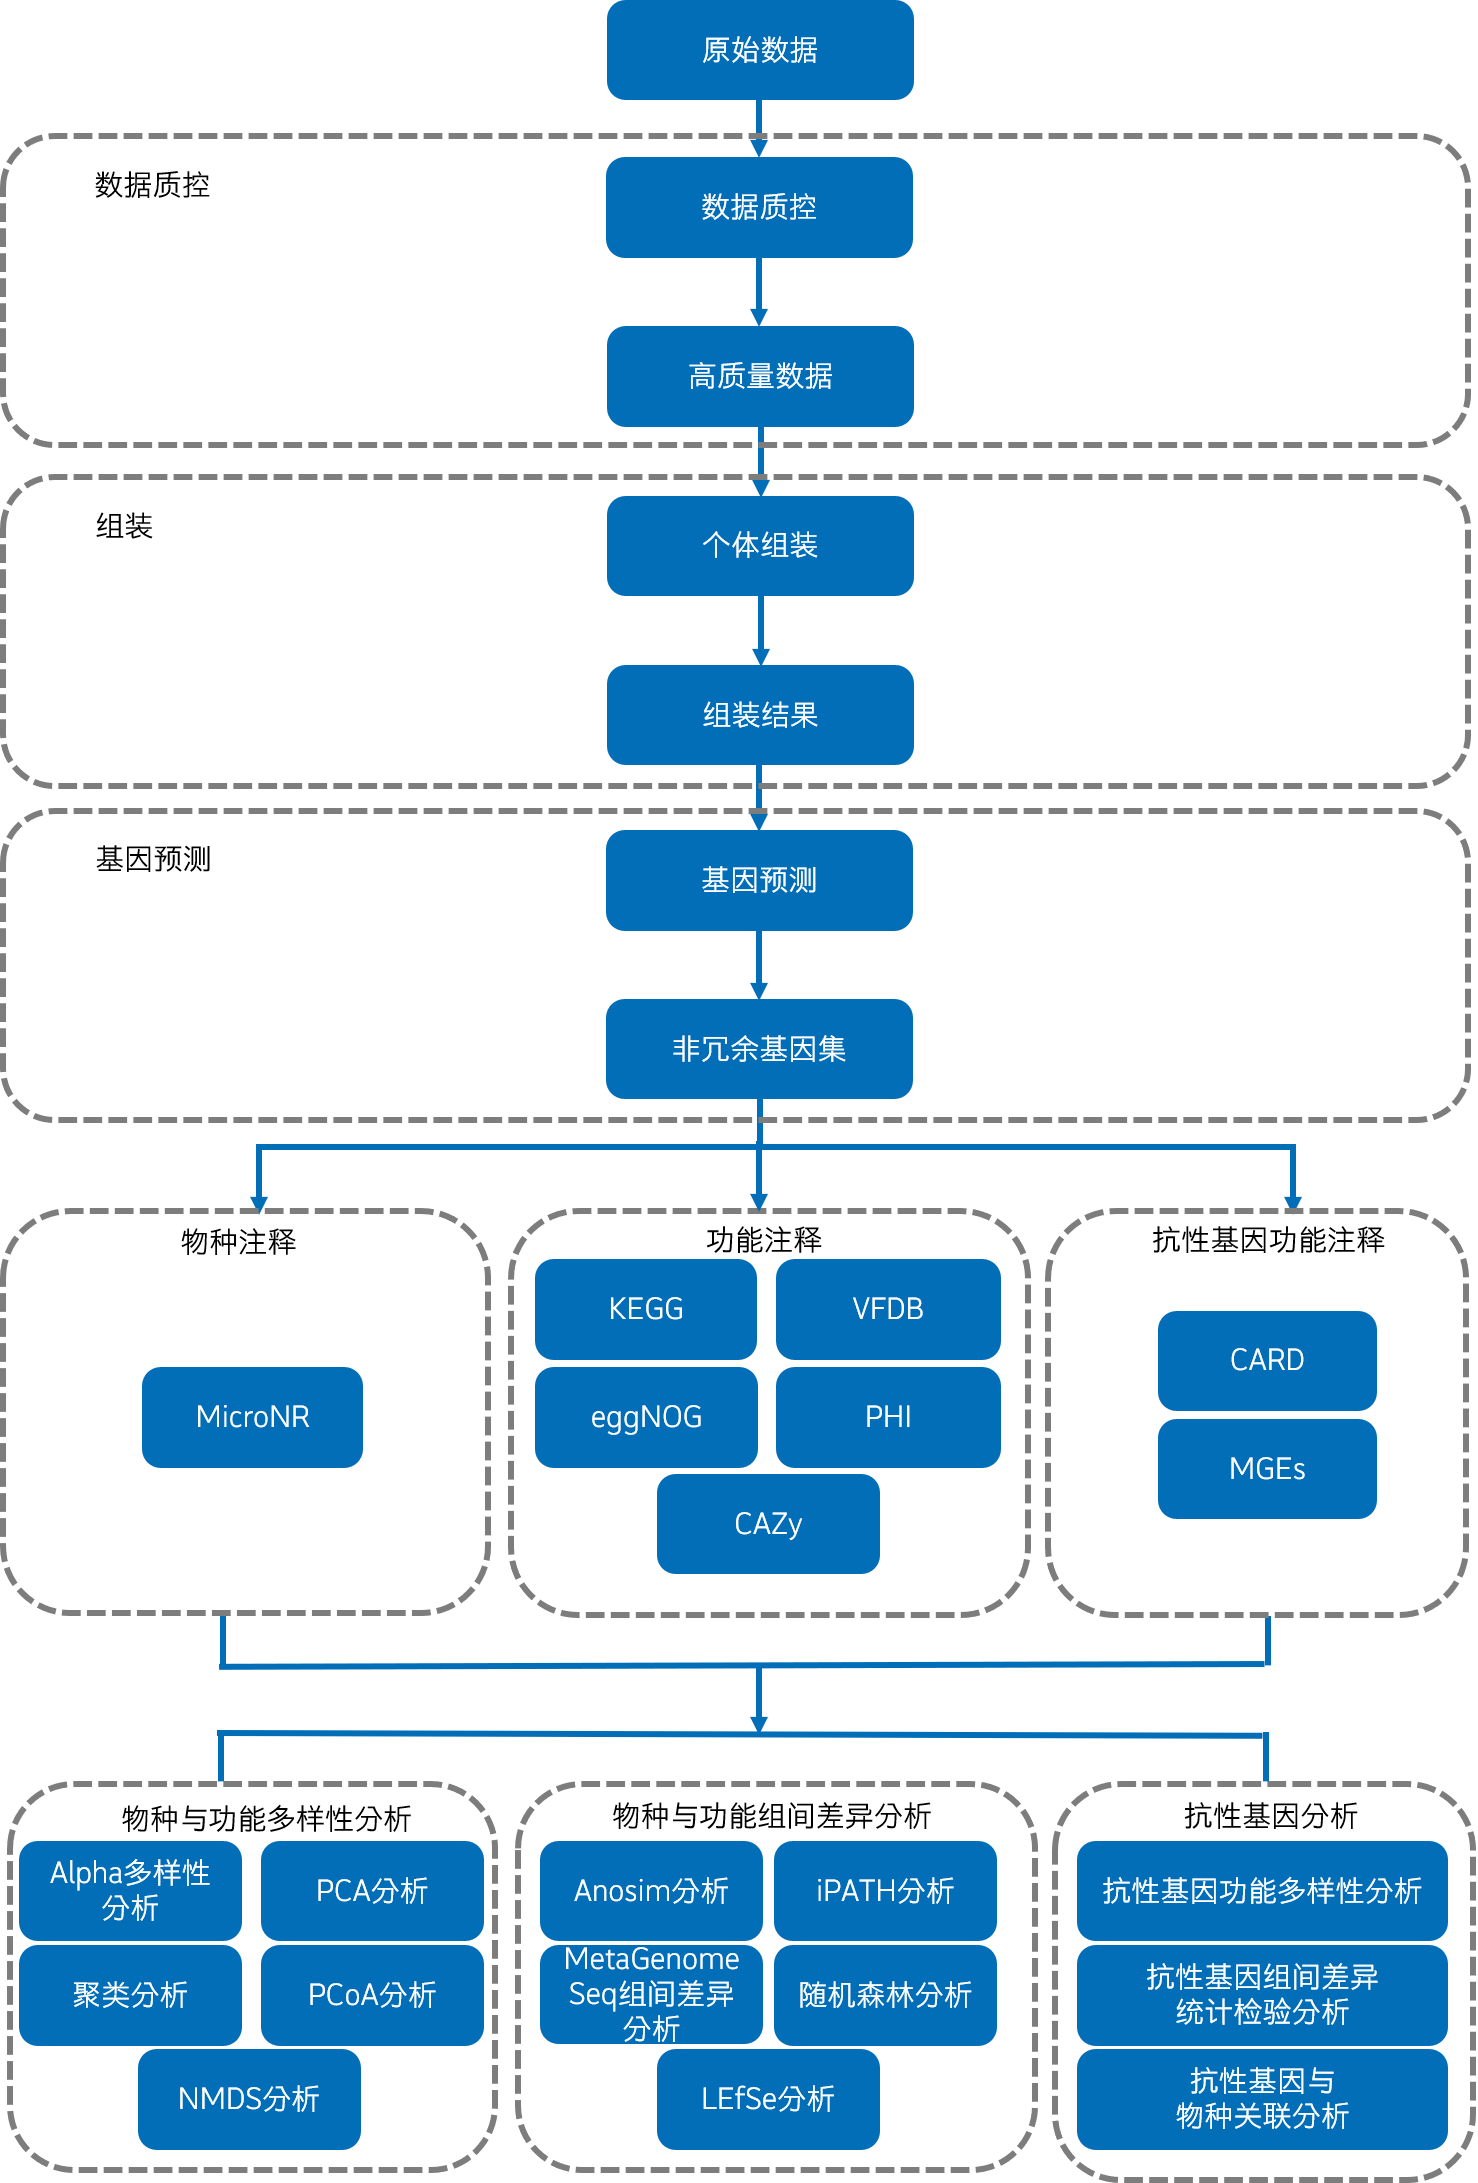 原始数据
数据质控
数据质控
高质量数据
组装
个体组装
组装结果
基因预测
基因预测
非冗余基因集
物种注释
MicroNR
功能注释
KEGG
VFDB
eggNOG
PHI
CAZy
抗性基因功能注释
CARD
MGEs
物种与功能多样性分析
Alpha多样性
分析
PCA分析
聚类分析
PCoA分析
NMDS分析
物种与功能组间差异分析
Anosim分析
iPATH分析
MetaGenome
Seq组间差异
分析
随机森林分析
LEfSe分析
抗性基因分析
抗性基因功能多样性分析
抗性基因组间差异
统计检验分析
抗性基因与
物种关联分析